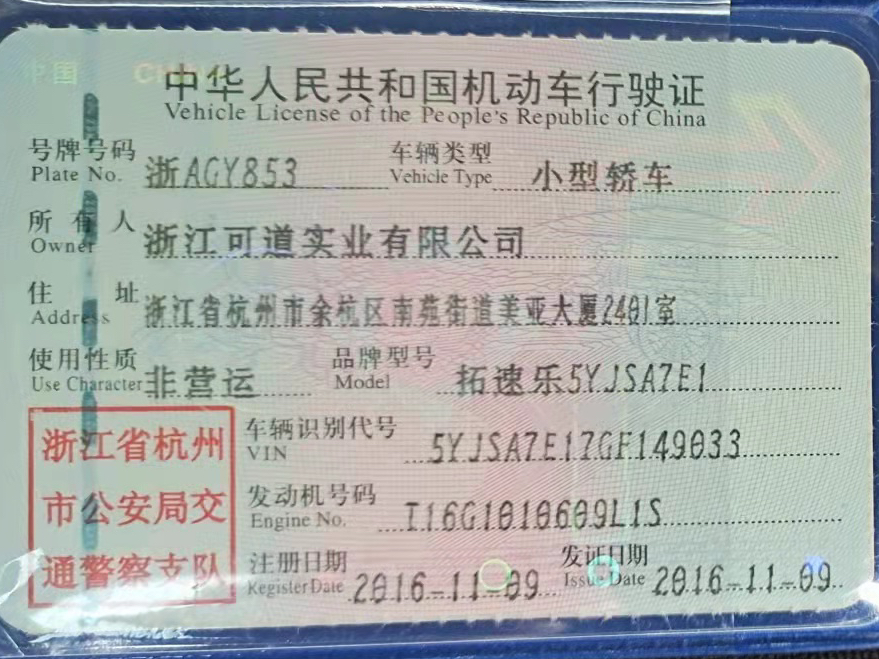 中国 CHINA
中华人民共和国机动车行驶证
Vehicle License of the People's Republic of China
号牌号码 浙AGY853 车辆类型 小型轿车
Plate No. Vehicle Type
所有人 浙江可道实业有限公司
Owner
住址 浙江省杭州市余杭区南苑街道美亚大厦2401室
Address
使用性质 非营运 品牌型号 拓速乐5YJSA7E1
Use Character Model
浙江省杭州市公安局交通警察支队
车辆识别代号 5YJSA7E17GF149033
VIN
发动机号码 I16G1010609L1S
Engine No.
注册日期 2016-11-09 发证日期 2016-11-09
Register Date Issue Date